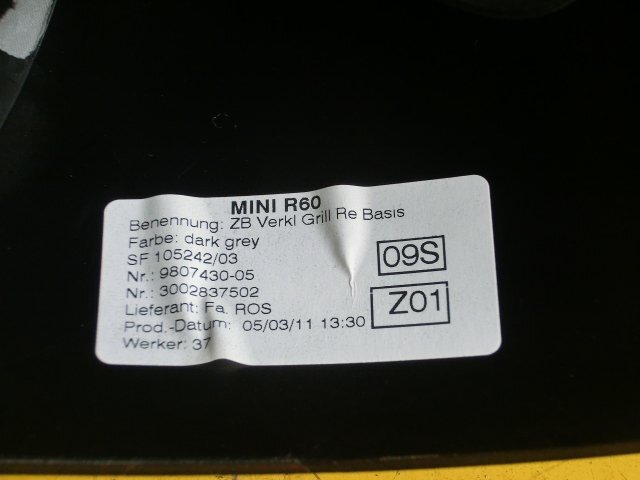 MINI R60
Benennung: ZB Verkl Grill Re Basis
Farbe: dark grey
SF 105242/03
Nr.: 9807430-05
Nr.: 3002837502
Lieferant: Fa. ROS
Prod.-Datum: 05/03/11 13:30
Werker: 37
09S
Z01